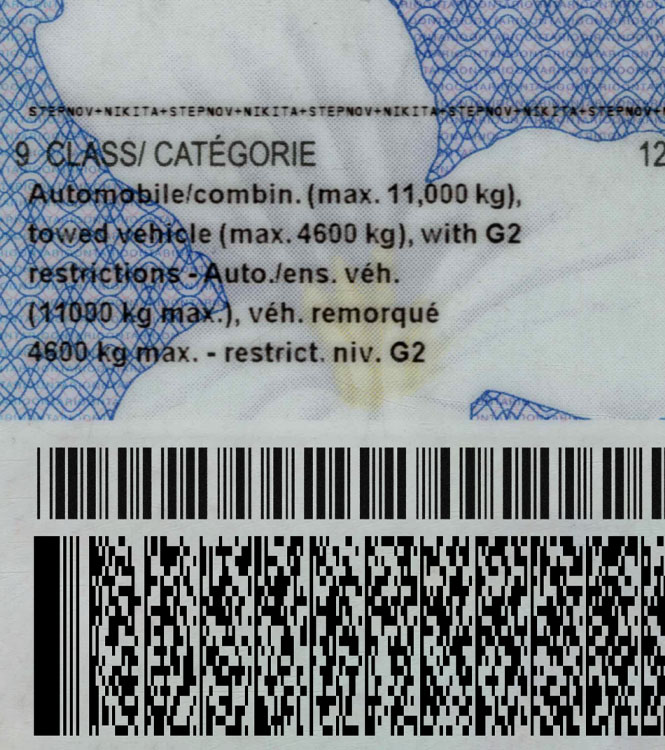 STEPNOV+NIKITA+STEPNOV+NIKITA+STEPNOV+NIKITA+STEPNOV+NIKITA+STEPNOV+
9 CLASS/ CATÉGORIE 12
Automobile/combin. (max. 11,000 kg),
towed vehicle (max. 4600 kg), with G2
restrictions - Auto./ens. véh.
(11000 kg max.), véh. remorqué
4600 kg max. - restrict. niv. G2